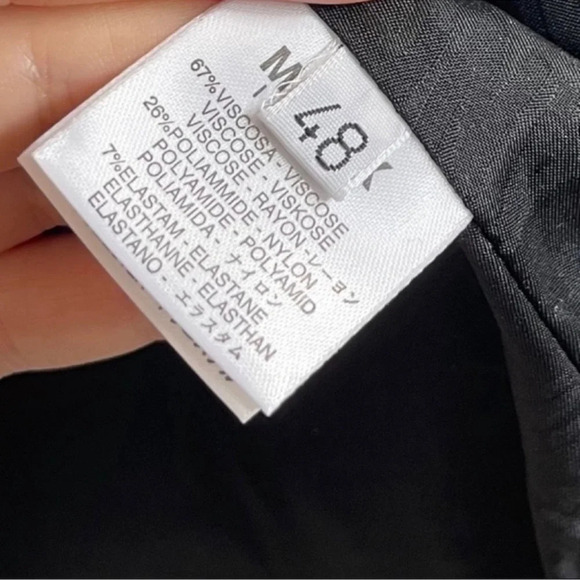 48
67%VISCOSA - VISCOSE
VISCOSE - VISKOSE
VISCOSE - RAYON - レーヨン
26%POLIAMMIDE - NYLON
POLYAMIDE - POLYAMID
POLIAMIDA - ナイロン
7%ELASTAM - ELASTANE
ELASTHANNE - ELASTHAN
ELASTANO - エラスタム